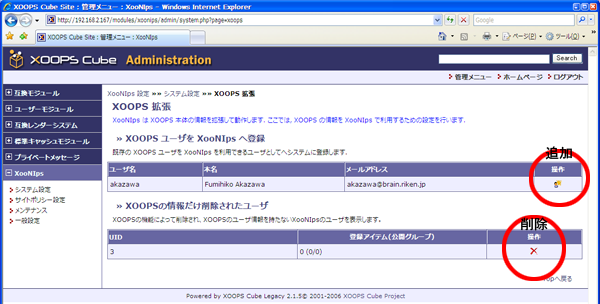 XOOPS Cube Site : 管理メニュー : XooNIps - Windows Internet Explorer
http://192.168.2.167/modules/xoonips/admin/system.php?page=xoops
Google
XOOPS Cube Site : 管理メニュー : XooNIps
ページ(P)
ツール(O)
XOOPS Cube Administration
Search
管理メニュー
ホームページ
ログアウト
互換モジュール
ユーザーモジュール
互換レンダーシステム
標準キャッシュモジュール
プライベートメッセージ
XooNIps
システム設定
サイトポリシー設定
メンテナンス
一般設定
XooNIps 設定 »» システム設定 »» XOOPS 拡張
XOOPS 拡張
XooNIps は XOOPS 本体の情報を拡張して動作します. ここでは, XOOPS の情報を XooNIps で利用するための設定を行います.
» XOOPS ユーザを XooNIps へ登録
既存の XOOPS ユーザを XooNIps を利用できるユーザとしてへシステムに登録します.
追加
ユーザ名 本名 メールアドレス 操作
akazawa Fumihiko Akazawa akazawa@brain.riken.jp
» XOOPSの情報だけ削除されたユーザ
XOOPSの機能によって削除され, XOOPSのユーザ情報を持たないXooNIpsのユーザを表示します.
削除
UID 登録アイテム(公開グループ) 操作
3 0 (0/0)
Topへ戻る
Powered by XOOPS Cube Legacy 2.1.5© 2001-2006 XOOPS Cube Project